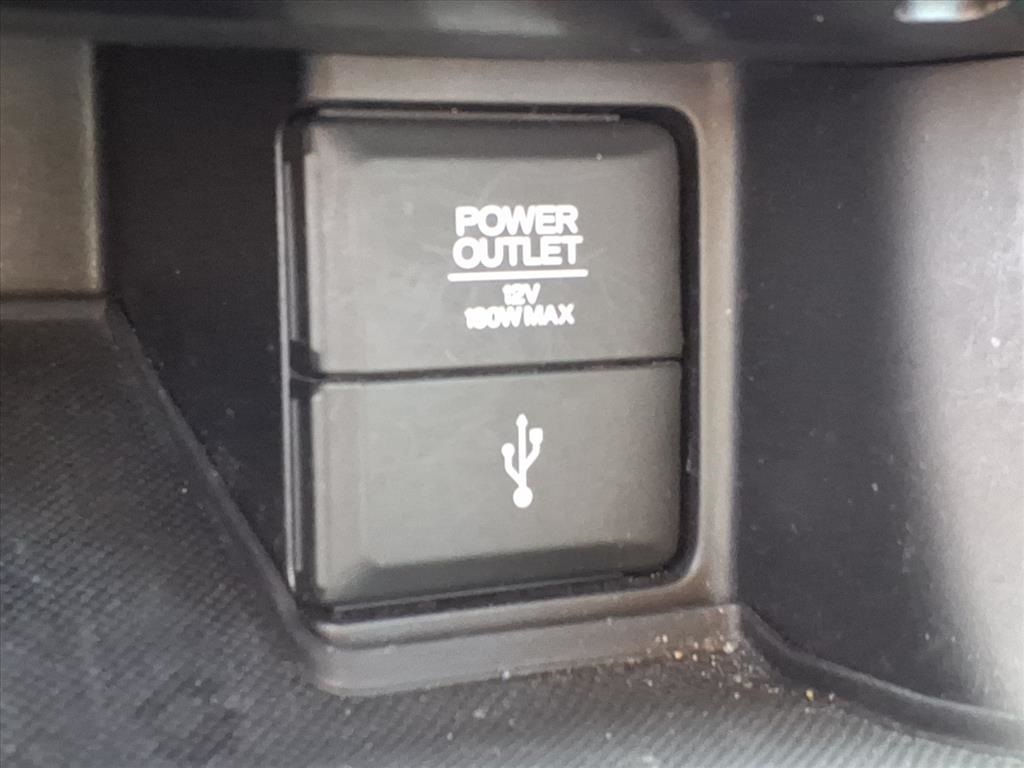 POWER
OUTLET
12V
180W MAX